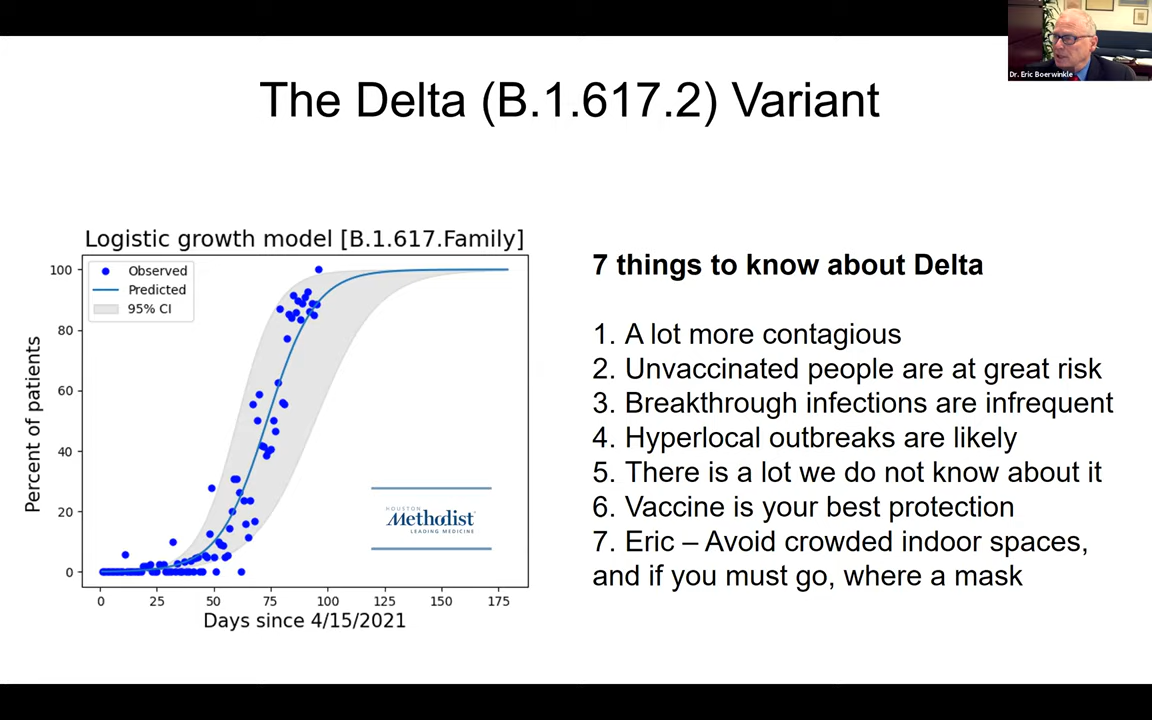 Dr. Eric Boerwinkle
The Delta (B.1.617.2) Variant
Logistic growth model [B.1.617.Family]
Observed
Predicted
95% CI
100
80
60
40
20
0
Percent of patients
0 25 50 75 100 125 150 175
Days since 4/15/2021
HOUSTON
Methodist
LEADING MEDICINE
7 things to know about Delta
1. A lot more contagious
2. Unvaccinated people are at great risk
3. Breakthrough infections are infrequent
4. Hyperlocal outbreaks are likely
5. There is a lot we do not know about it
6. Vaccine is your best protection
7. Eric – Avoid crowded indoor spaces,
and if you must go, where a mask